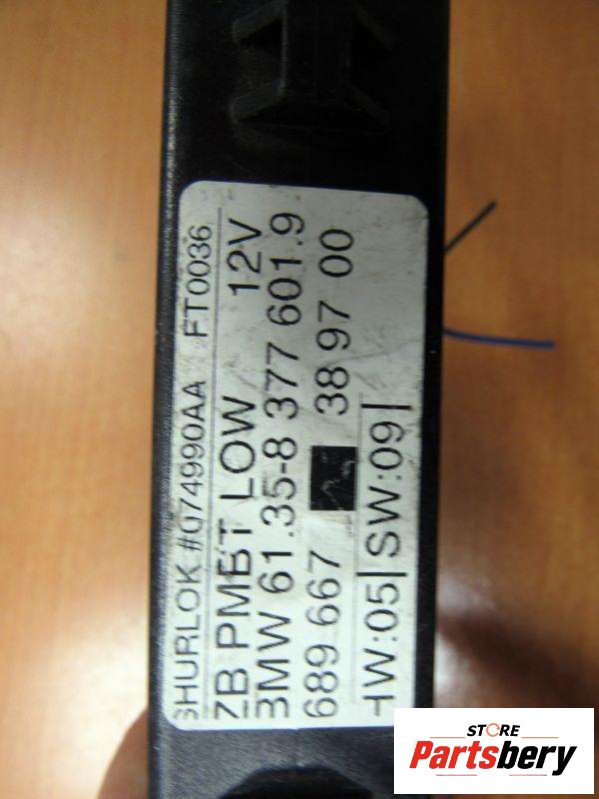 SHURLOK #Q74990AA FT0036
ZB PMBT LOW 12V
BMW 61.35-8 377 601.9
689 667 38 97 00
HW:05 | SW:09 |
STORE
Partsbery